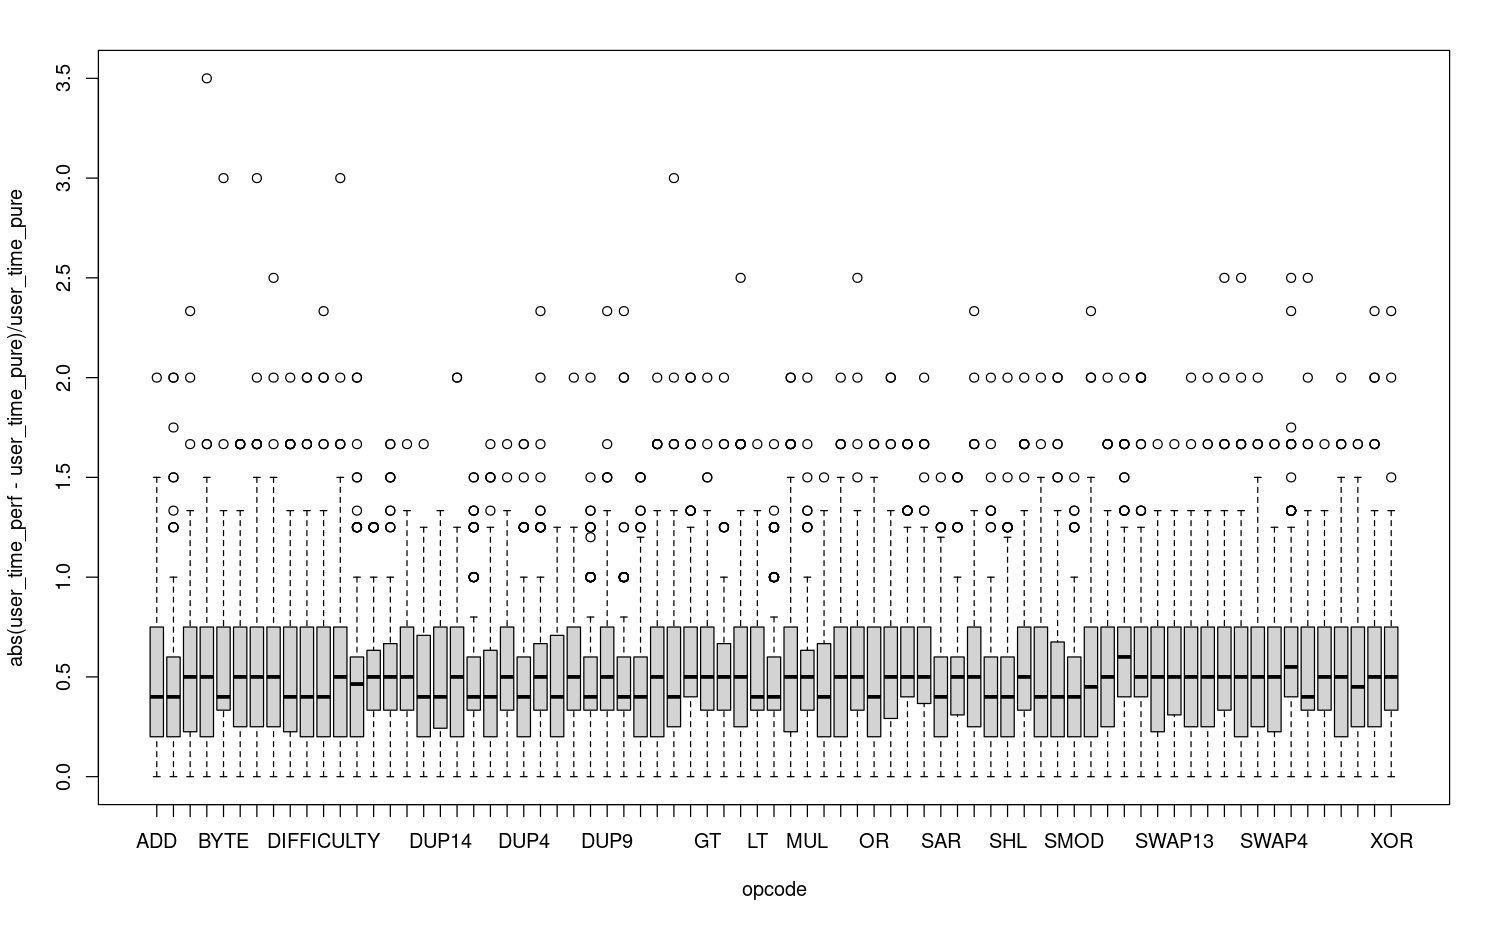 abs(user_time_perf - user_time_pure)/user_time_pure
3.5
3.0
2.5
2.0
1.5
1.0
0.5
0.0
ADD BYTE DIFFICULTY DUP14 DUP4 DUP9 GT LT MUL OR SAR SHL SMOD SWAP13 SWAP4 XOR
opcode